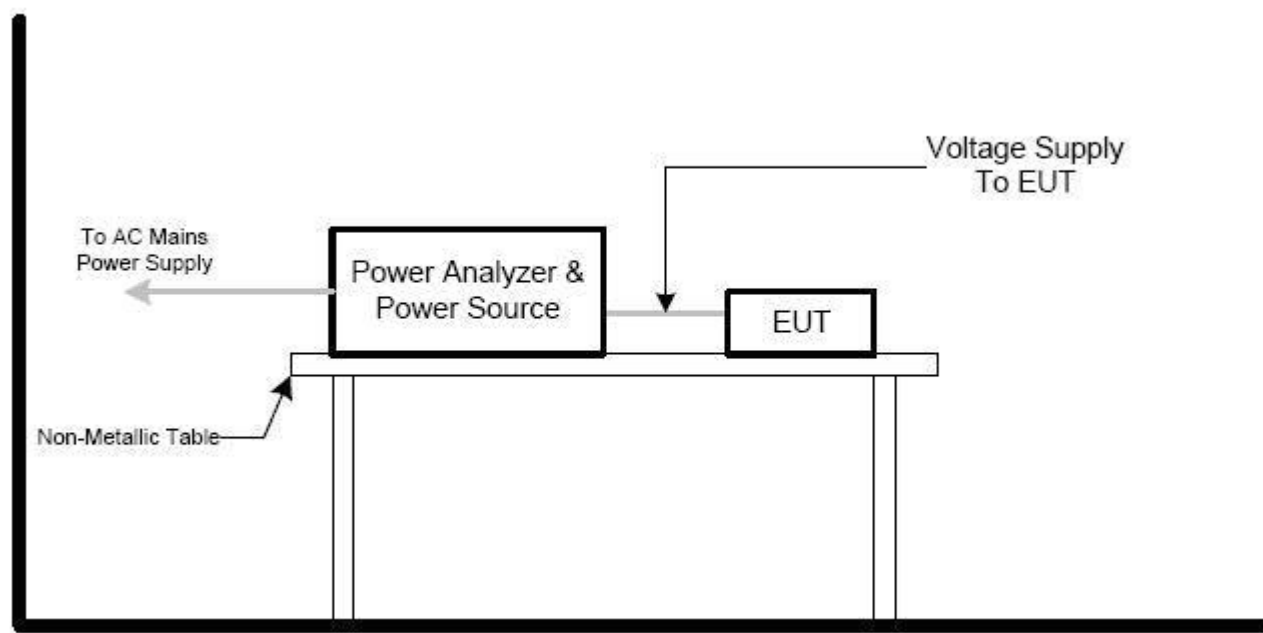 Voltage Supply
To EUT
To AC Mains
Power Supply
Power Analyzer &
Power Source
EUT
Non-Metallic Table